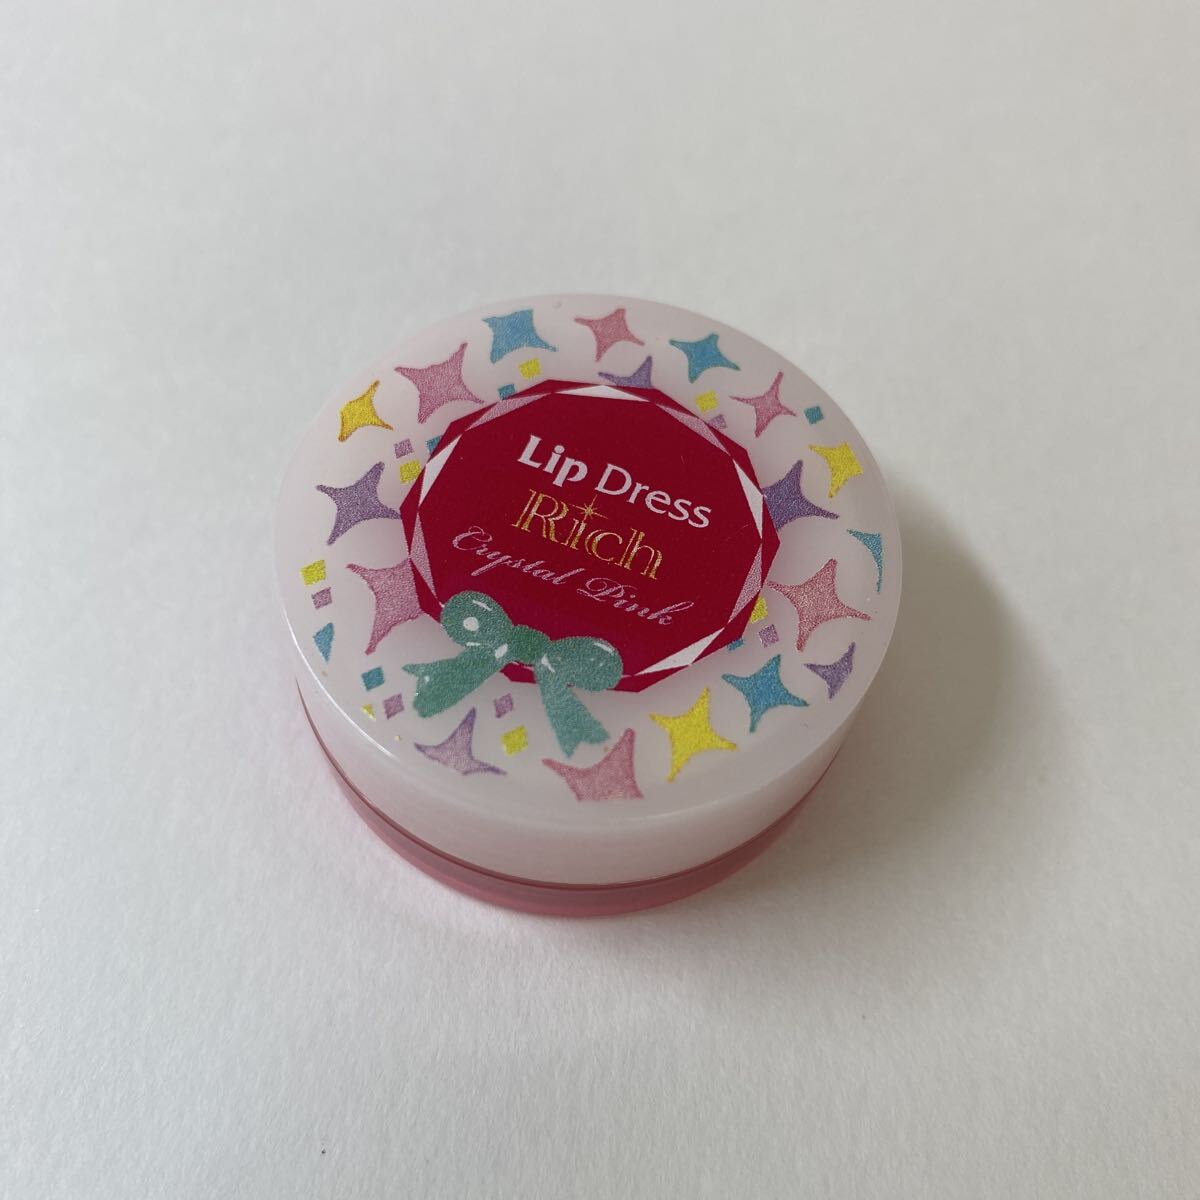 Lip Dress
Rich
Crystal Pink